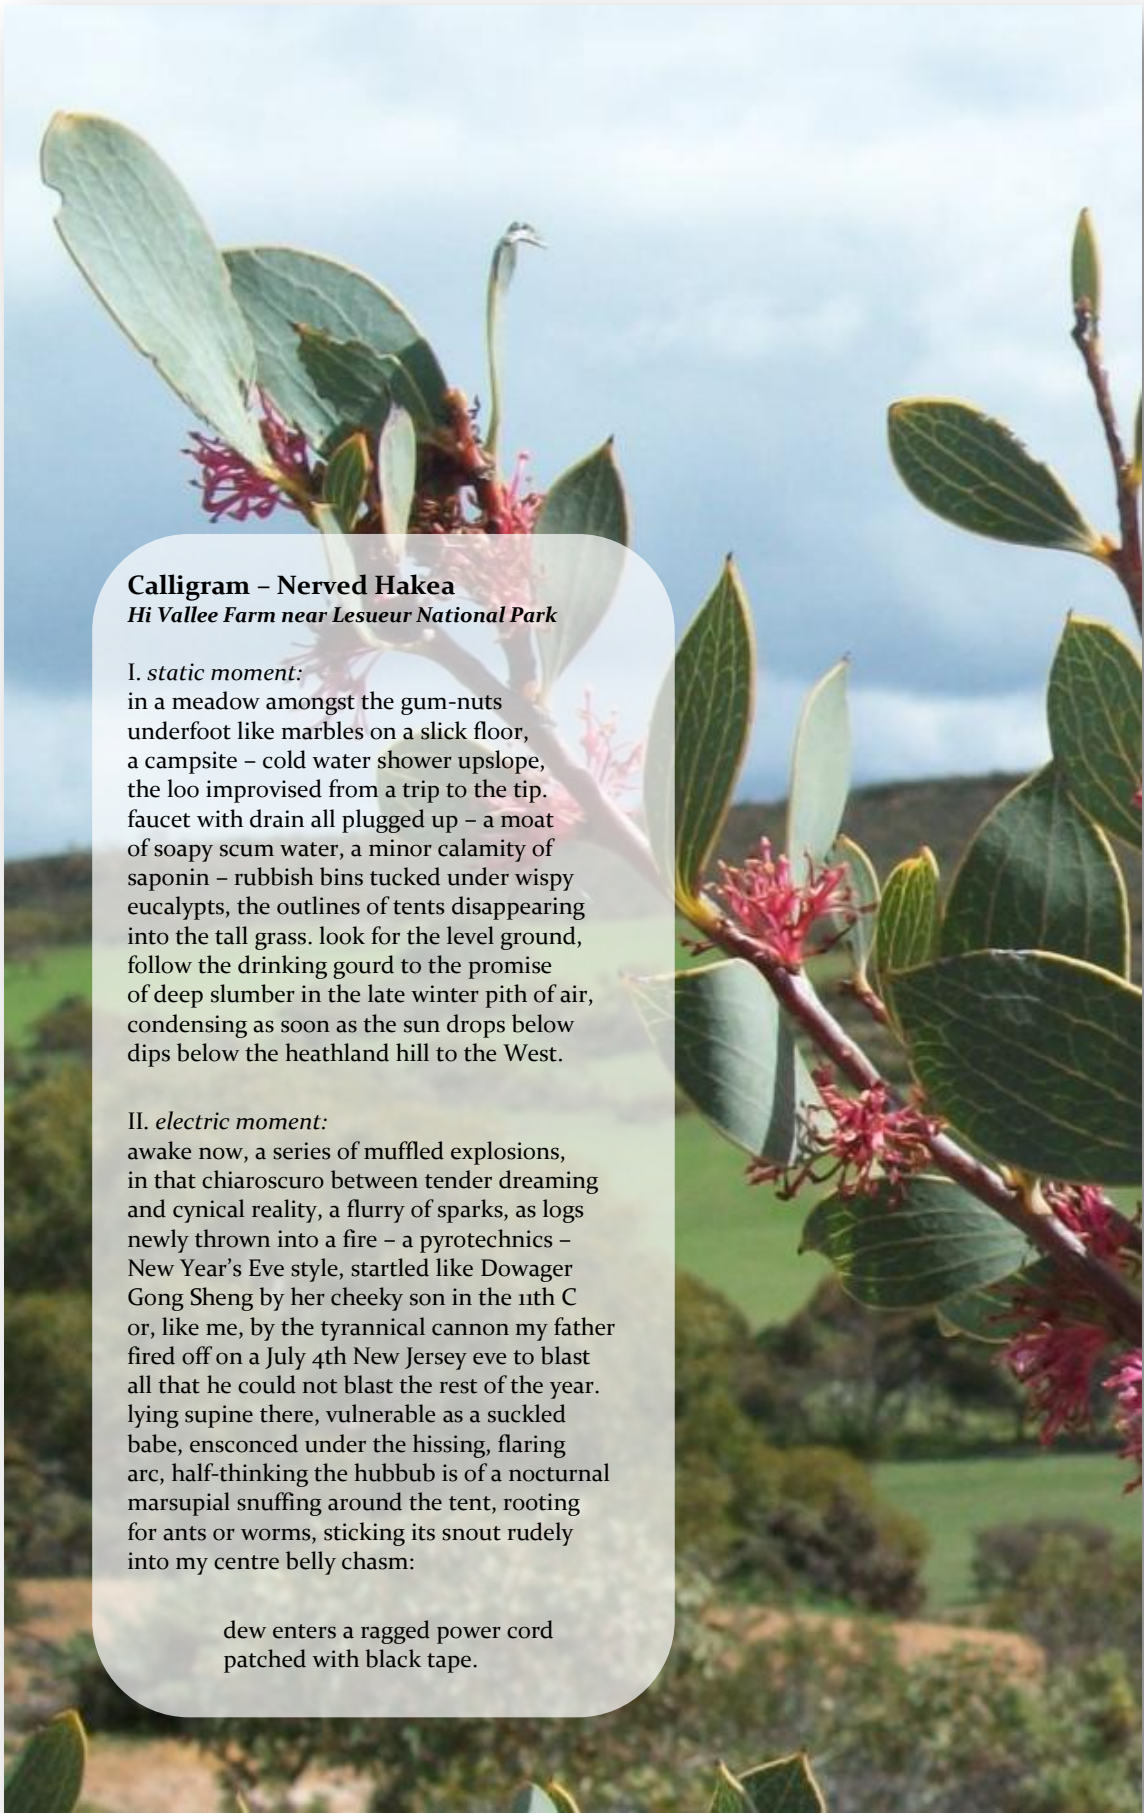 Calligram – Nerved Hakea
Hi Vallee Farm near Lesueur National Park
I. static moment:
in a meadow amongst the gum-nuts
underfoot like marbles on a slick floor,
a campsite – cold water shower upslope,
the loo improvised from a trip to the tip.
faucet with drain all plugged up – a moat
of soapy scum water, a minor calamity of
saponin – rubbish bins tucked under wispy
eucalypts, the outlines of tents disappearing
into the tall grass. look for the level ground,
follow the drinking gourd to the promise
of deep slumber in the late winter pith of air,
condensing as soon as the sun drops below
dips below the heathland hill to the West.
II. electric moment:
awake now, a series of muffled explosions,
in that chiaroscuro between tender dreaming
and cynical reality, a flurry of sparks, as logs
newly thrown into a fire – a pyrotechnics –
New Year’s Eve style, startled like Dowager
Gong Sheng by her cheeky son in the 11th C
or, like me, by the tyrannical cannon my father
fired off on a July 4th New Jersey eve to blast
all that he could not blast the rest of the year.
lying supine there, vulnerable as a suckled
babe, ensconced under the hissing, flaring
arc, half-thinking the hubbub is of a nocturnal
marsupial snuffing around the tent, rooting
for ants or worms, sticking its snout rudely
into my centre belly chasm:
dew enters a ragged power cord
patched with black tape.